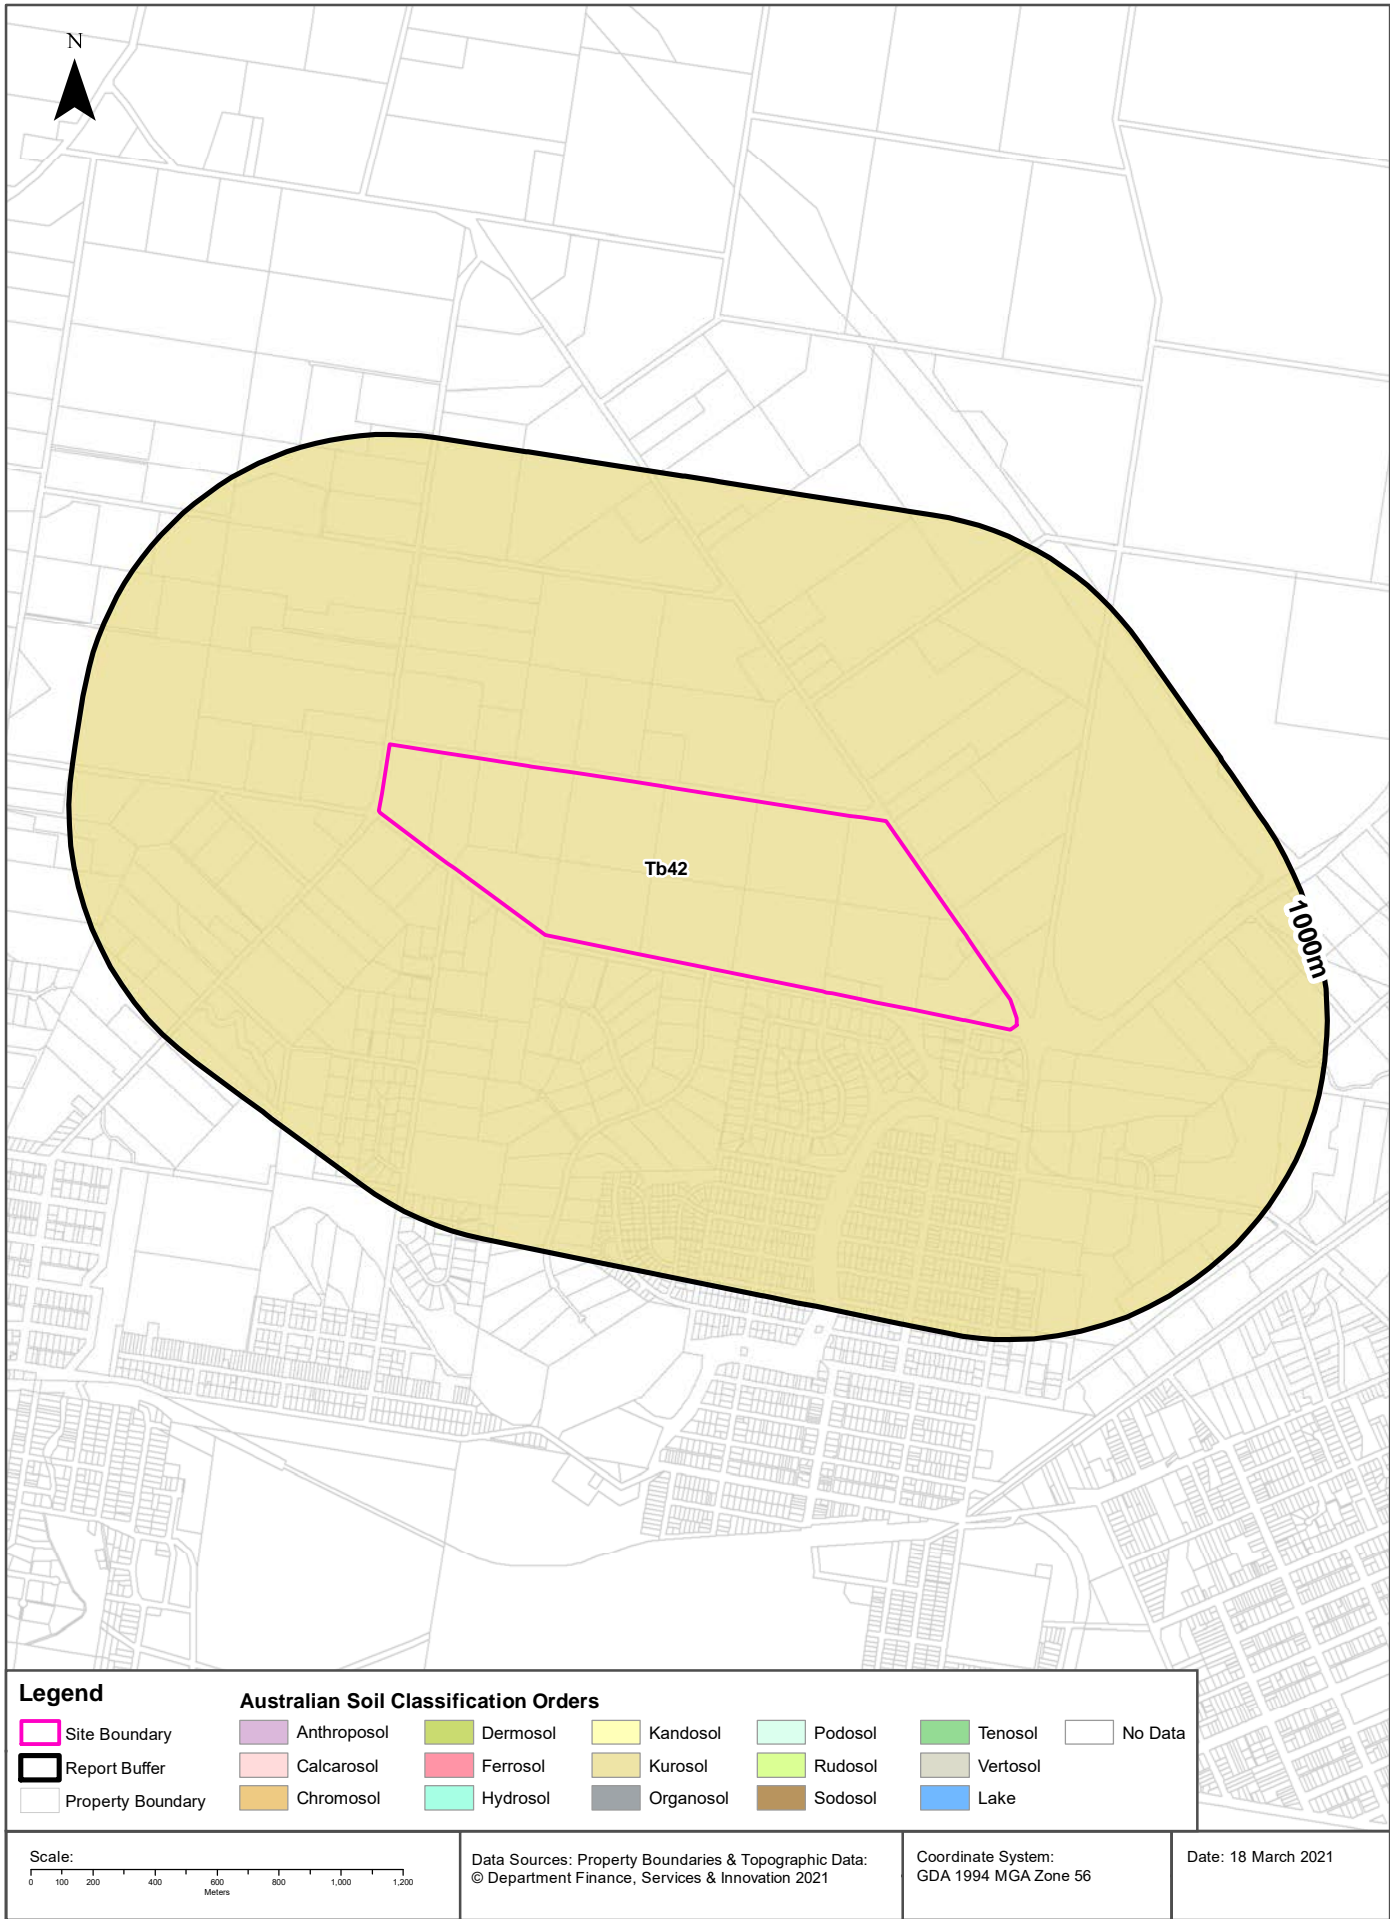 N
Tb42
1000m
Legend
Site Boundary
Report Buffer
Property Boundary
Australian Soil Classification Orders
Anthroposol
Calcarosol
Chromosol
Dermosol
Ferrosol
Hydrosol
Kandosol
Kurosol
Organosol
Podosol
Rudosol
Sodosol
Tenosol
Vertosol
Lake
No Data
Scale:
0 100 200 400 600 800 1,000 1,200
Meters
Data Sources: Property Boundaries & Topographic Data:
© Department Finance, Services & Innovation 2021
Coordinate System:
GDA 1994 MGA Zone 56
Date: 18 March 2021